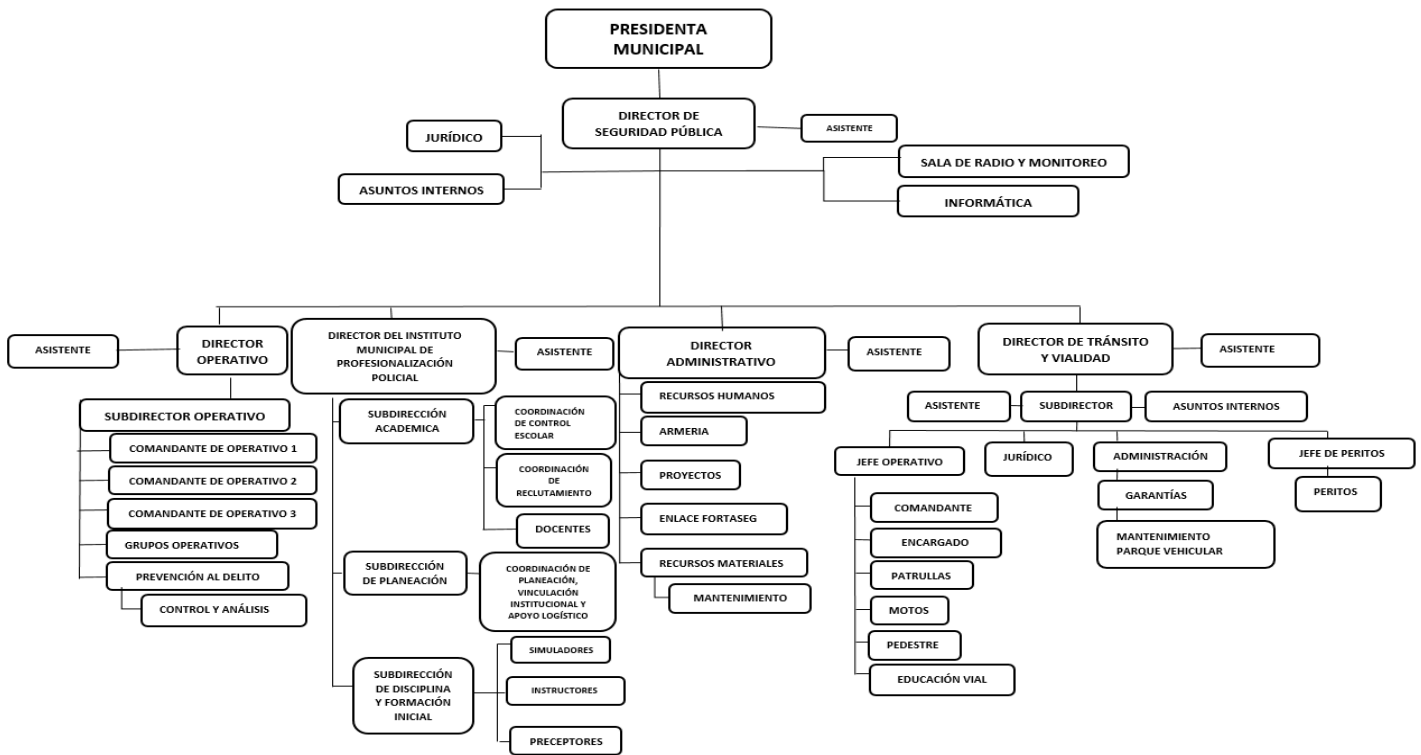 PRESIDENTA
MUNICIPAL
DIRECTOR DE
SEGURIDAD PÚBLICA
ASISTENTE
JURÍDICO
ASUNTOS INTERNOS
SALA DE RADIO Y MONITOREO
INFORMÁTICA
ASISTENTE
DIRECTOR
OPERATIVO
SUBDIRECTOR OPERATIVO
COMANDANTE DE OPERATIVO 1
COMANDANTE DE OPERATIVO 2
COMANDANTE DE OPERATIVO 3
GRUPOS OPERATIVOS
PREVENCIÓN AL DELITO
CONTROL Y ANÁLISIS
DIRECTOR DEL INSTITUTO
MUNICIPAL DE
PROFESIONALIZACIÓN
POLICIAL
ASISTENTE
SUBDIRECCIÓN
ACADEMICA
COORDINACIÓN
DE CONTROL
ESCOLAR
COORDINACIÓN
DE
RECLUTAMIENTO
DOCENTES
SUBDIRECCIÓN
DE PLANEACIÓN
COORDINACIÓN DE
PLANEACIÓN,
VINCULACIÓN
INSTITUCIONAL Y
APOYO LOGÍSTICO
SUBDIRECCIÓN
DE DISCIPLINA
Y FORMACIÓN
INICIAL
SIMULADORES
INSTRUCTORES
PRECEPTORES
DIRECTOR
ADMINISTRATIVO
ASISTENTE
RECURSOS HUMANOS
ARMERIA
PROYECTOS
ENLACE FORTASEG
RECURSOS MATERIALES
MANTENIMIENTO
DIRECTOR DE TRÁNSITO
Y VIALIDAD
ASISTENTE
ASISTENTE
SUBDIRECTOR
ASUNTOS INTERNOS
JEFE OPERATIVO
COMANDANTE
ENCARGADO
PATRULLAS
MOTOS
PEDESTRE
EDUCACIÓN VIAL
JURÍDICO
ADMINISTRACIÓN
GARANTÍAS
MANTENIMIENTO
PARQUE VEHICULAR
JEFE DE PERITOS
PERITOS